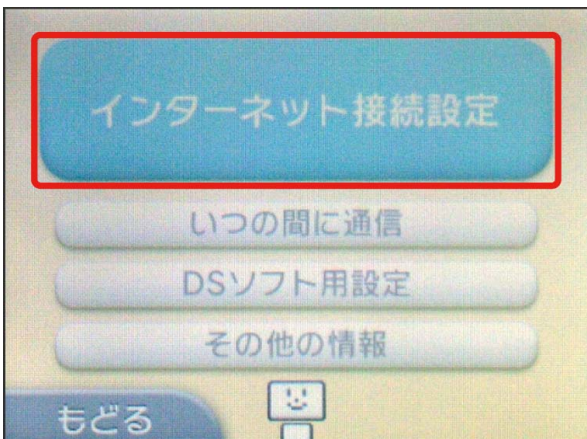 インターネット接続設定
いつの間に通信
DSソフト用設定
その他の情報
もどる